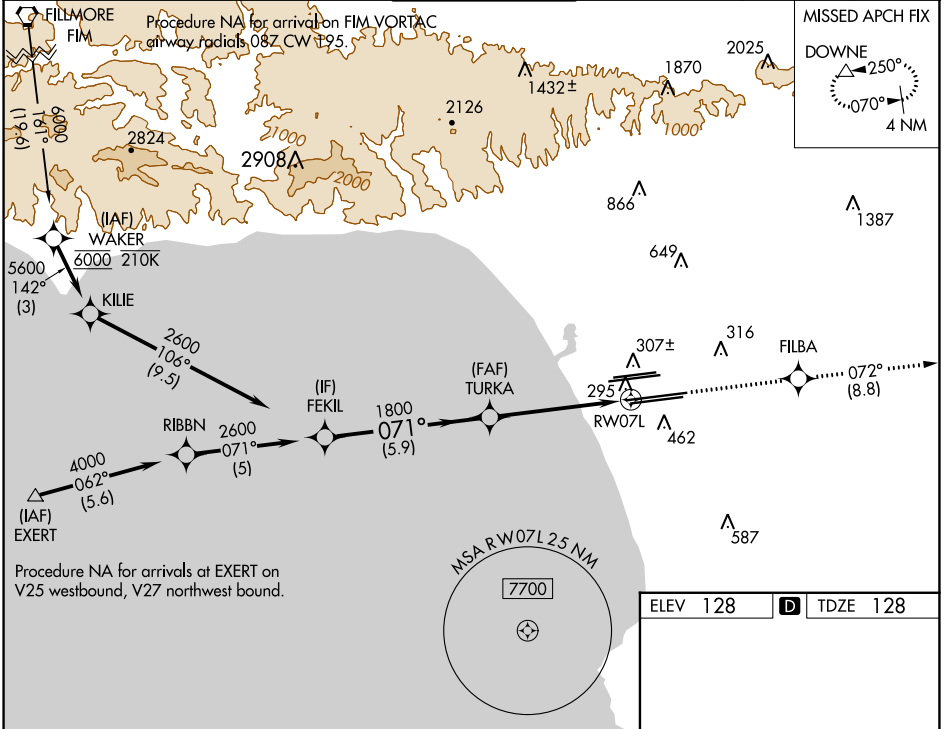 FILLMORE
FIM
Procedure NA for arrival on FIM VORTAC
airway radials 087 CW 195.
MISSED APCH FIX
DOWNE
250°
070°
4 NM
6000
161°
(19.6)
2824
1000
2908
2000
2126
1432±
1870
1000
2025
866
649
1387
(IAF)
WAKER
6000 210K
5600
142°
(3)
KILIE
2600
106°
(9.5)
307±
316
295
RW07L
462
FILBA
072°
(8.8)
(FAF)
TURKA
(IF)
FEKIL
1800
071°
(5.9)
RIBBN
2600
071°
(5)
4000
062°
(5.6)
(IAF)
EXERT
587
Procedure NA for arrivals at EXERT on
V25 westbound, V27 northwest bound.
MSA RW07L 25 NM
7700
ELEV 128 D TDZE 128